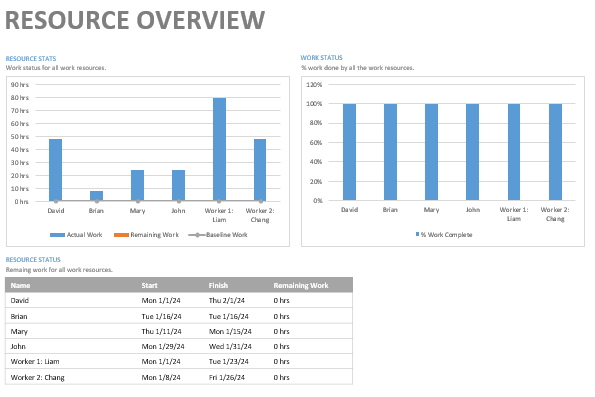 RESOURCE OVERVIEW
RESOURCE STATS
Work status for all work resources.
90 hrs
80 hrs
70 hrs
60 hrs
50 hrs
40 hrs
30 hrs
20 hrs
10 hrs
0 hrs
David Brian Mary John Worker 1: Liam Worker 2: Chang
Actual Work Remaining Work Baseline Work
WORK STATUS
% work done by all the work resources.
120%
100%
80%
60%
40%
20%
0%
David Brian Mary John Worker 1: Liam Worker 2: Chang
% Work Complete
RESOURCE STATUS
Remaing work for all work resources.
Name Start Finish Remaining Work
David Mon 1/1/24 Thu 2/1/24 0 hrs
Brian Tue 1/16/24 Tue 1/16/24 0 hrs
Mary Thu 1/11/24 Mon 1/15/24 0 hrs
John Mon 1/29/24 Wed 1/31/24 0 hrs
Worker 1: Liam Mon 1/1/24 Tue 1/23/24 0 hrs
Worker 2: Chang Mon 1/8/24 Fri 1/26/24 0 hrs